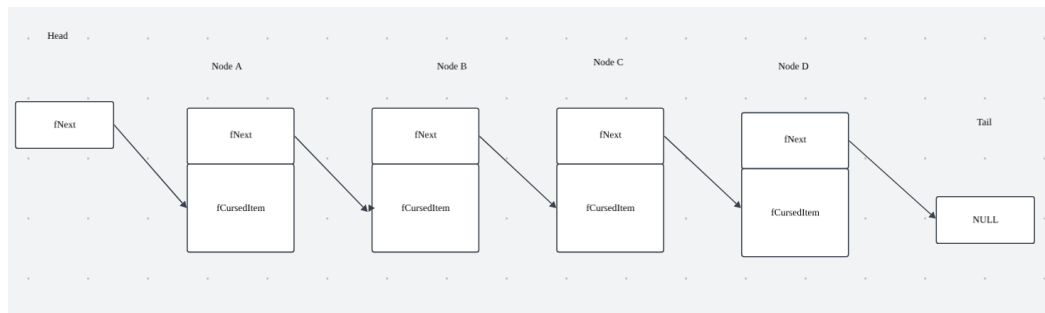 Head
Node A
Node B
Node C
Node D
Tail
fNext
fNext
fNext
fNext
fNext
fCursedItem
fCursedItem
fCursedItem
fCursedItem
NULL